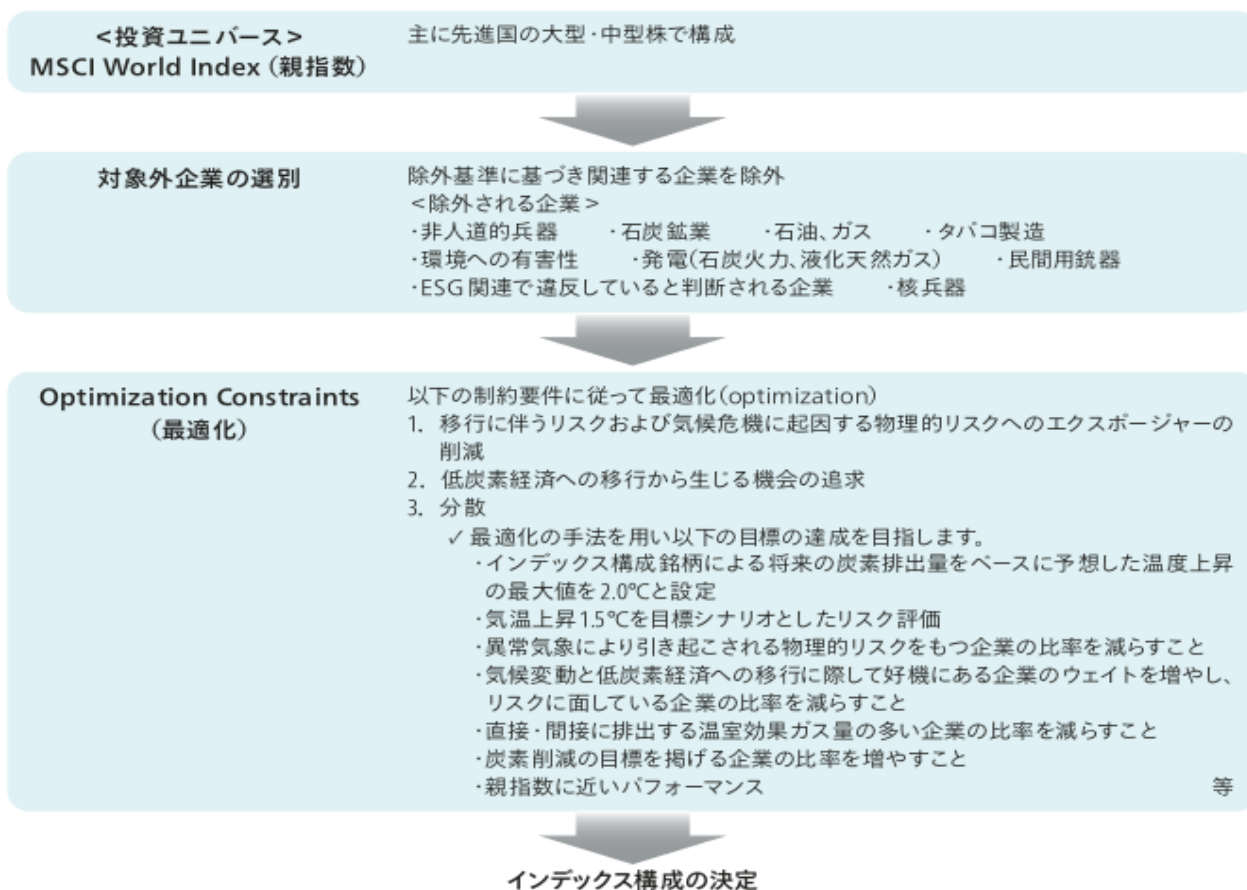 <投資ユニバース>
MSCI World Index（親指数）
主に先進国の大型・中型株で構成
対象外企業の選別
除外基準に基づき関連する企業を除外
<除外される企業>
・非人道的兵器　・石炭鉱業　・石油、ガス　・タバコ製造
・環境への有害性　・発電（石炭火力、液化天然ガス）　・民間用銃器
・ESG関連で違反していると判断される企業　・核兵器
Optimization Constraints
（最適化）
以下の制約要件に従って最適化（optimization）
1. 移行に伴うリスクおよび気候危機に起因する物理的リスクへのエクスポージャーの
削減
2. 低炭素経済への移行から生じる機会の追求
3. 分散
✓ 最適化の手法を用い以下の目標の達成を目指します。
・インデックス構成銘柄による将来の炭素排出量をベースに予想した温度上昇
の最大値を2.0℃と設定
・気温上昇1.5℃を目標シナリオとしたリスク評価
・異常気象により引き起こされる物理的リスクをもつ企業の比率を減らすこと
・気候変動と低炭素経済への移行に際して好機にある企業のウェイトを増やし、
リスクに面している企業の比率を減らすこと
・直接・間接に排出する温室効果ガス量の多い企業の比率を減らすこと
・炭素削減の目標を掲げる企業の比率を増やすこと
・親指数に近いパフォーマンス　等
インデックス構成の決定